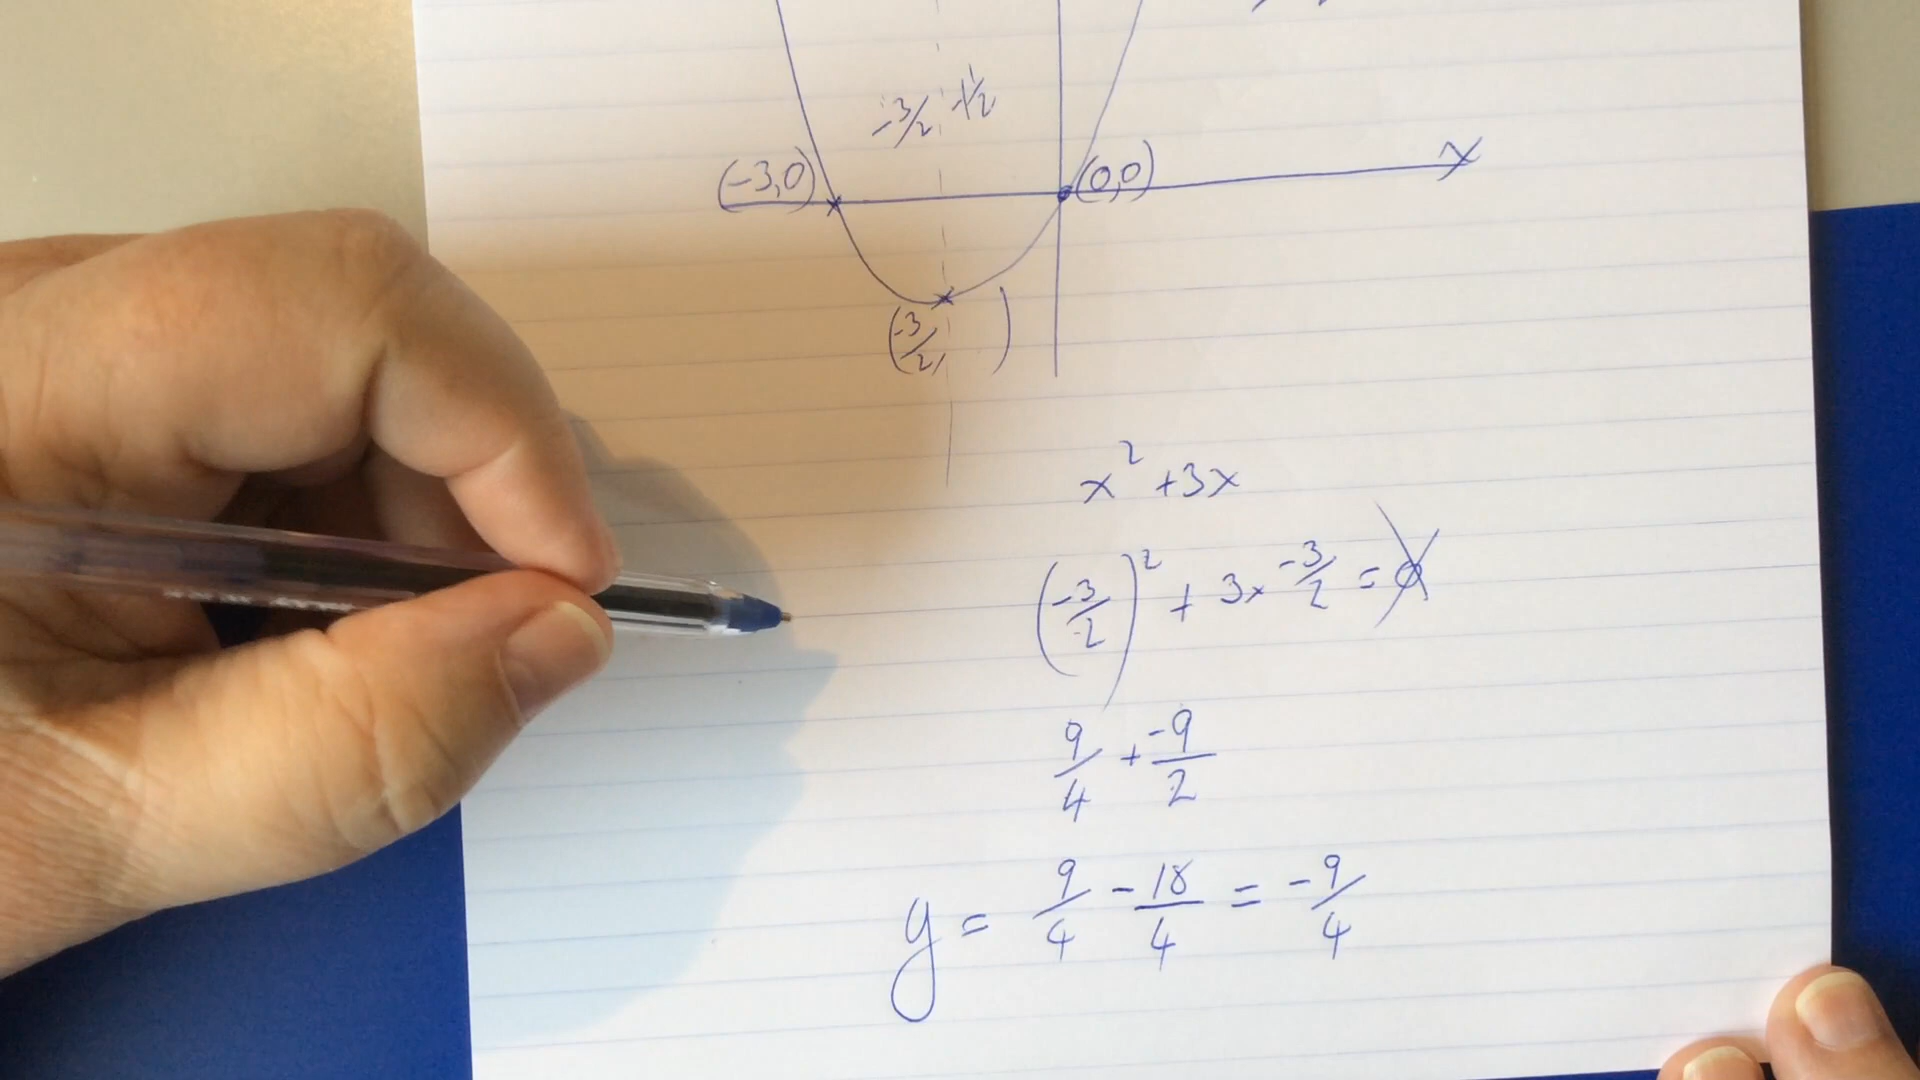 -3/2 -1 1/2
(-3,0)
(0,0)
x
(-3/2, )
x² +3x
(-3/2)² + 3x -3/2 = 0
9/4 + -9/2
y = 9/4 - 18/4 = -9/4